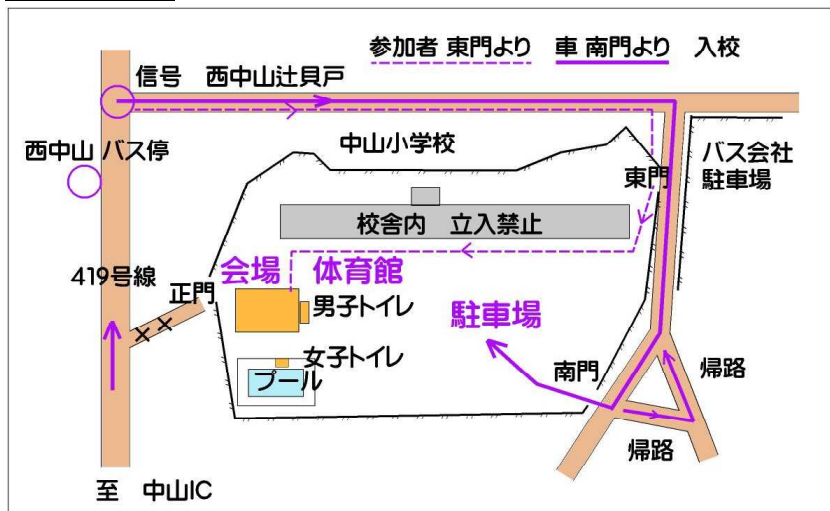 参加者 東門より 車 南門より 入校
信号 西中山辻貝戸
西中山 バス停
中山小学校
東門
バス会社
駐車場
校舎内 立入禁止
419号線
正門
会場 体育館
男子トイレ
駐車場
女子トイレ
プール
南門
帰路
帰路
至 中山IC